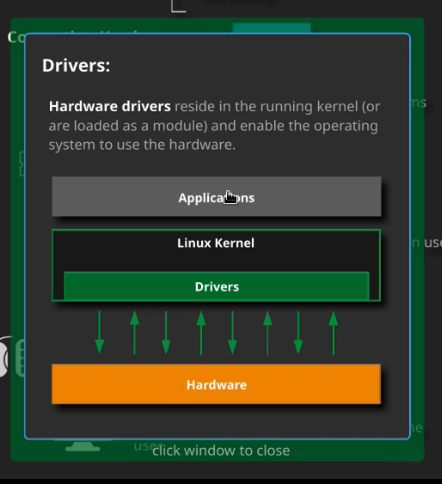 Drivers:
Hardware drivers reside in the running kernel (or
are loaded as a module) and enable the operating
system to use the hardware.
Applications
Linux Kernel
Drivers
Hardware
user
click window to close